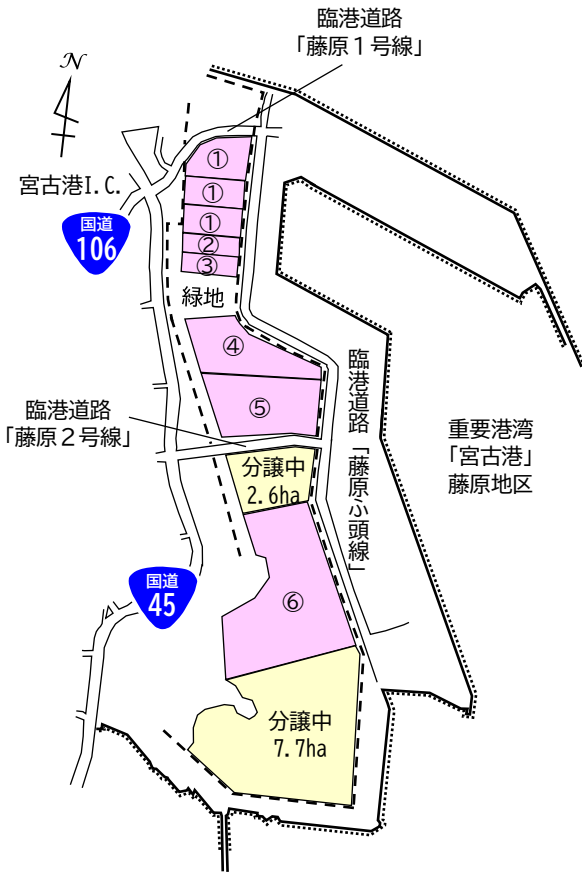 臨港道路
「藤原１号線」
N
宮古港I.C.
国道
106
①
①
①
②
③
緑地
④
⑤
臨港道路
「藤原２号線」
臨港道路「藤原ふ頭線」
重要港湾
「宮古港」
藤原地区
分譲中
2.6ha
国道
45
⑥
分譲中
7.7ha